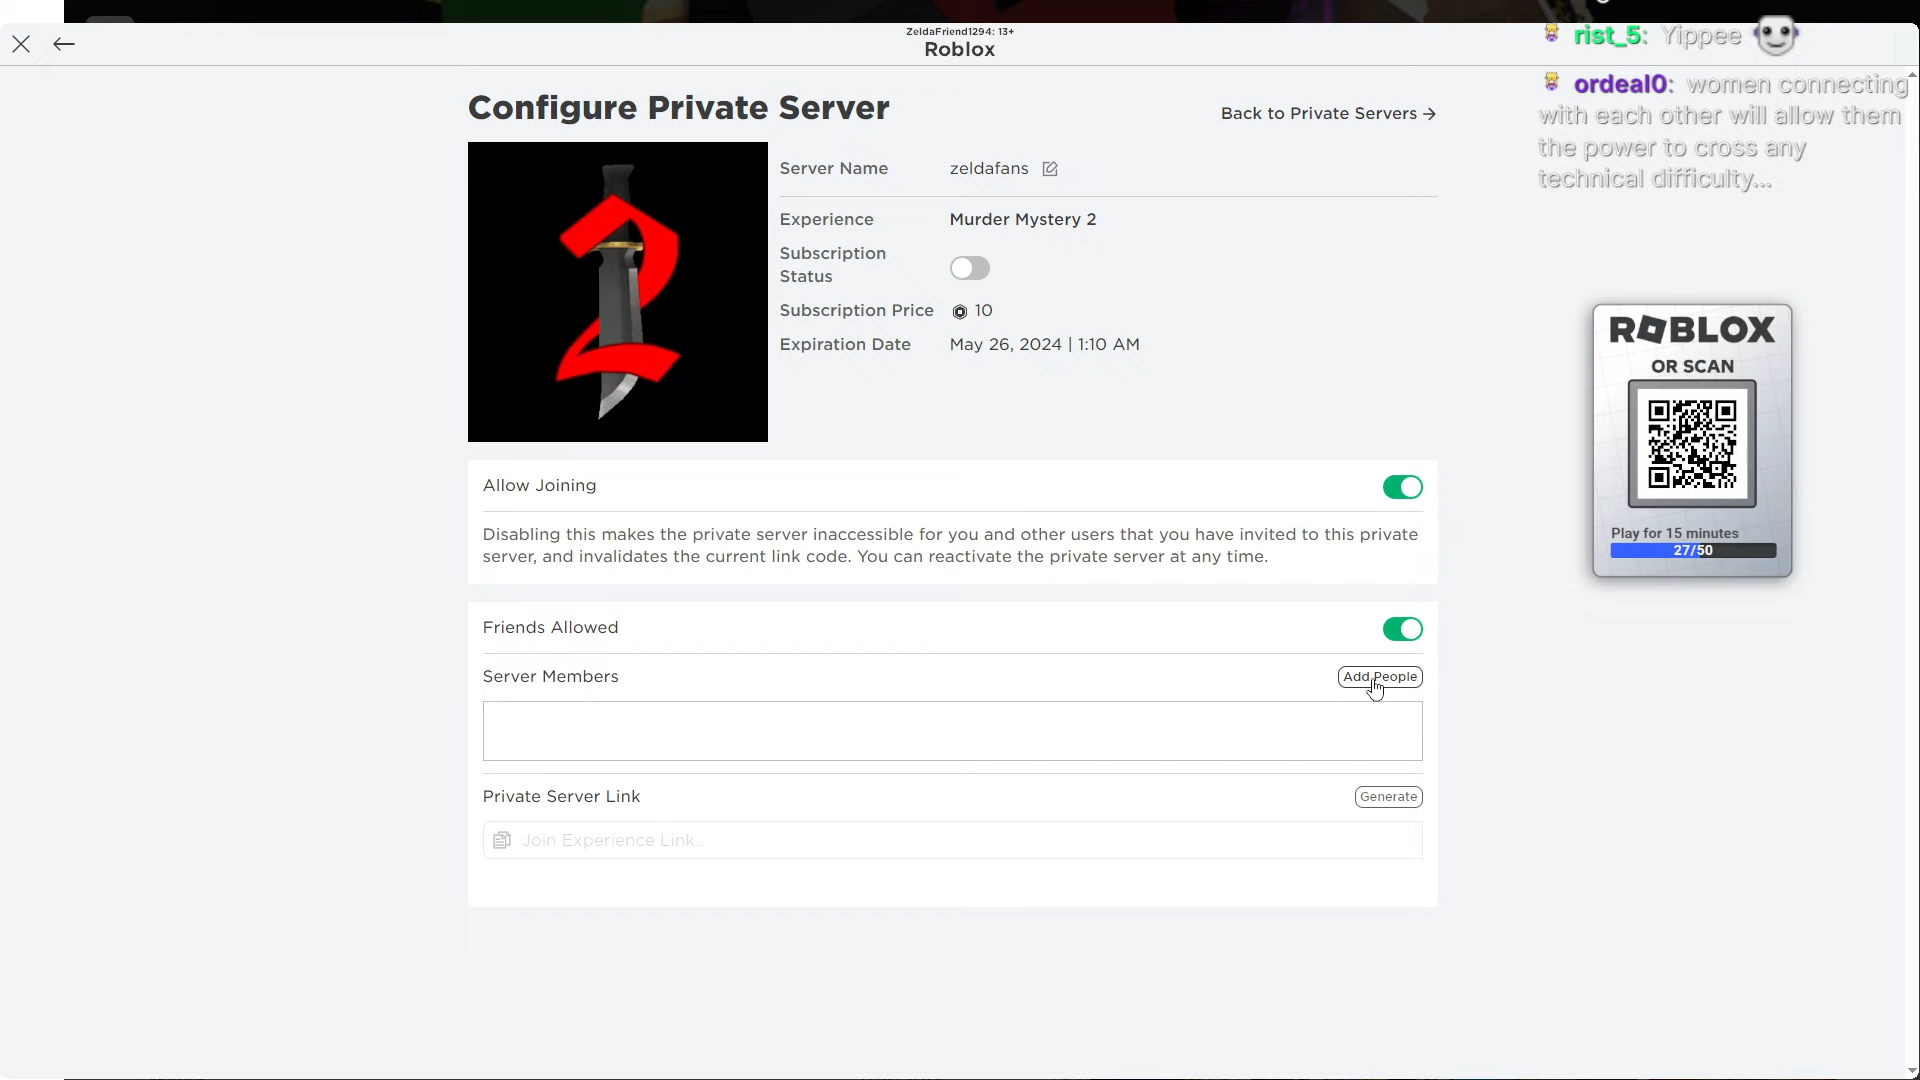 ZeldaFriend1294: 13+
Roblox
rist_5: Yippee
ordeal0: women connecting
with each other will allow them
the power to cross any
technical difficulty...
Configure Private Server
Back to Private Servers →
2
Server Name zeldafans
Experience Murder Mystery 2
Subscription
Status
Subscription Price 10
Expiration Date May 26, 2024 | 1:10 AM
ROBLOX
OR SCAN
Play for 15 minutes
27/50
Allow Joining
Disabling this makes the private server inaccessible for you and other users that you have invited to this private
server, and invalidates the current link code. You can reactivate the private server at any time.
Friends Allowed
Server Members Add People
Private Server Link Generate
Join Experience Link..